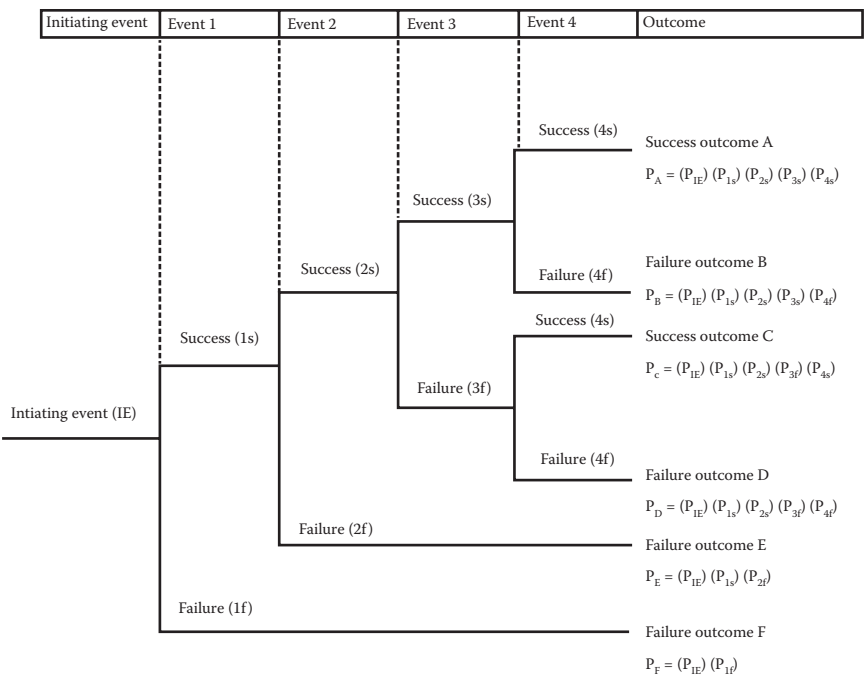 Initiating event Event 1 Event 2 Event 3 Event 4 Outcome
Success (4s)
Success outcome A
P_A = (P_IE) (P_1s) (P_2s) (P_3s) (P_4s)
Success (3s)
Failure outcome B
Success (2s)
Failure (4f)
P_B = (P_IE) (P_1s) (P_2s) (P_3s) (P_4f)
Success (4s)
Success (1s)
Success outcome C
P_c = (P_IE) (P_1s) (P_2s) (P_3f) (P_4s)
Failure (3f)
Intiating event (IE)
Failure (4f)
Failure outcome D
P_D = (P_IE) (P_1s) (P_2s) (P_3f) (P_4f)
Failure (2f)
Failure outcome E
P_E = (P_IE) (P_1s) (P_2f)
Failure (1f)
Failure outcome F
P_F = (P_IE) (P_1f)